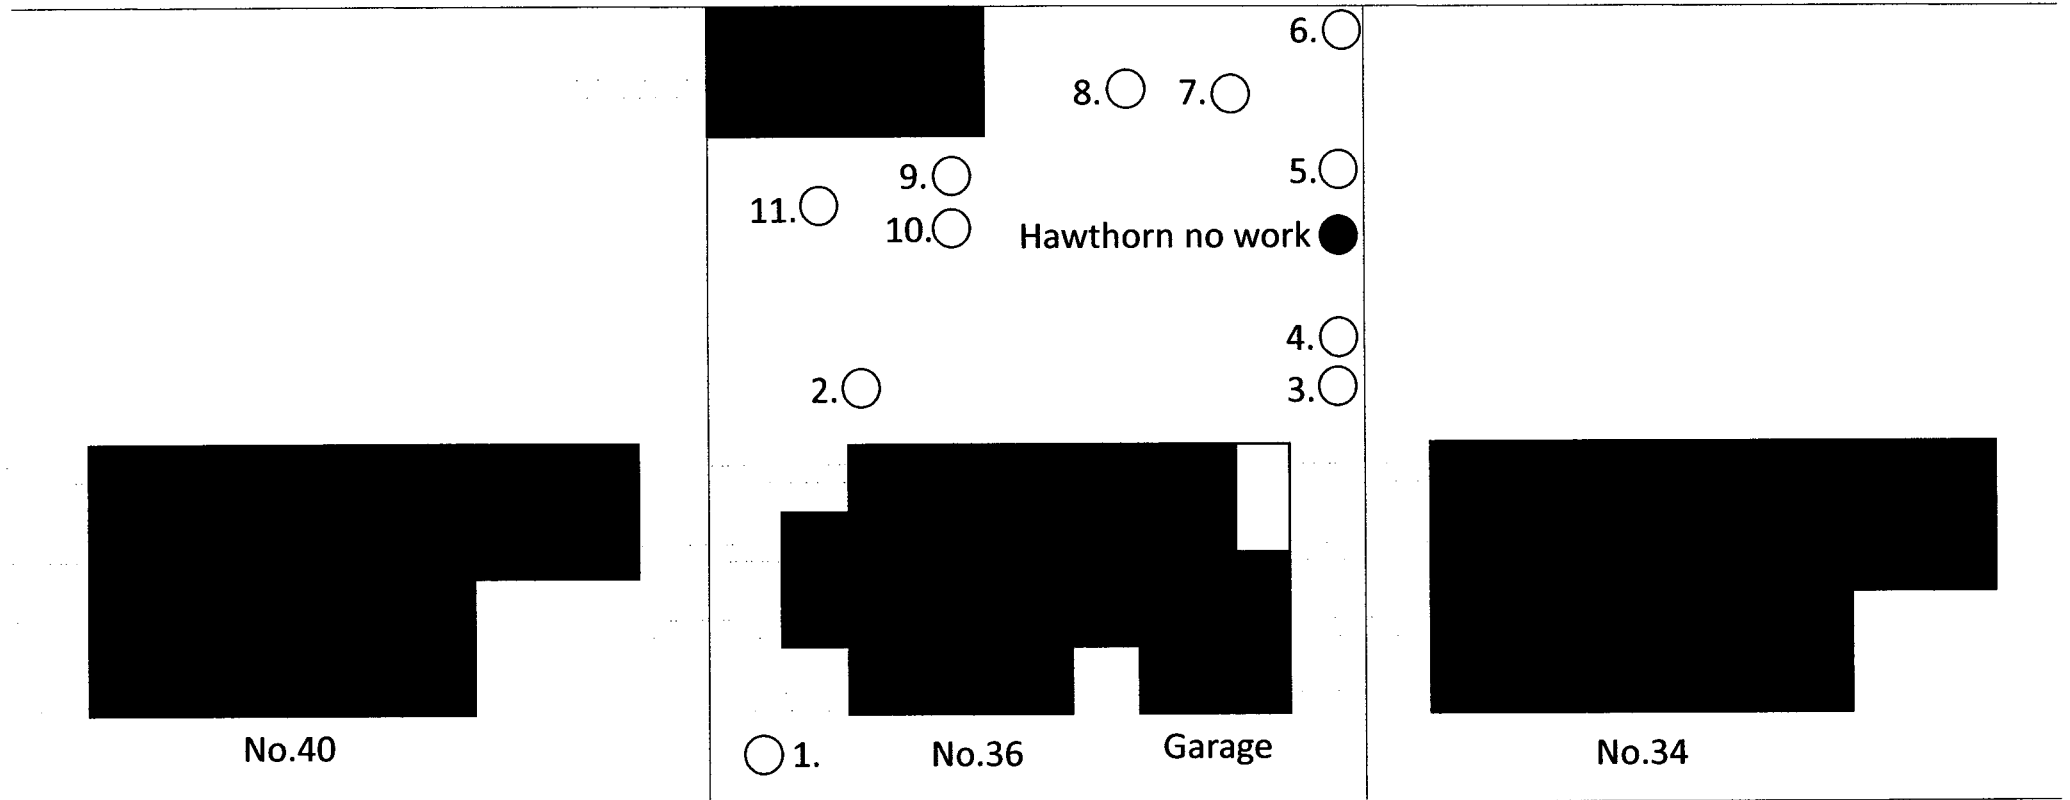 6.
8. 7.
9.
5.
11.
10.
Hawthorn no work
4.
2.
3.
No.40
1.
No.36
Garage
No.34